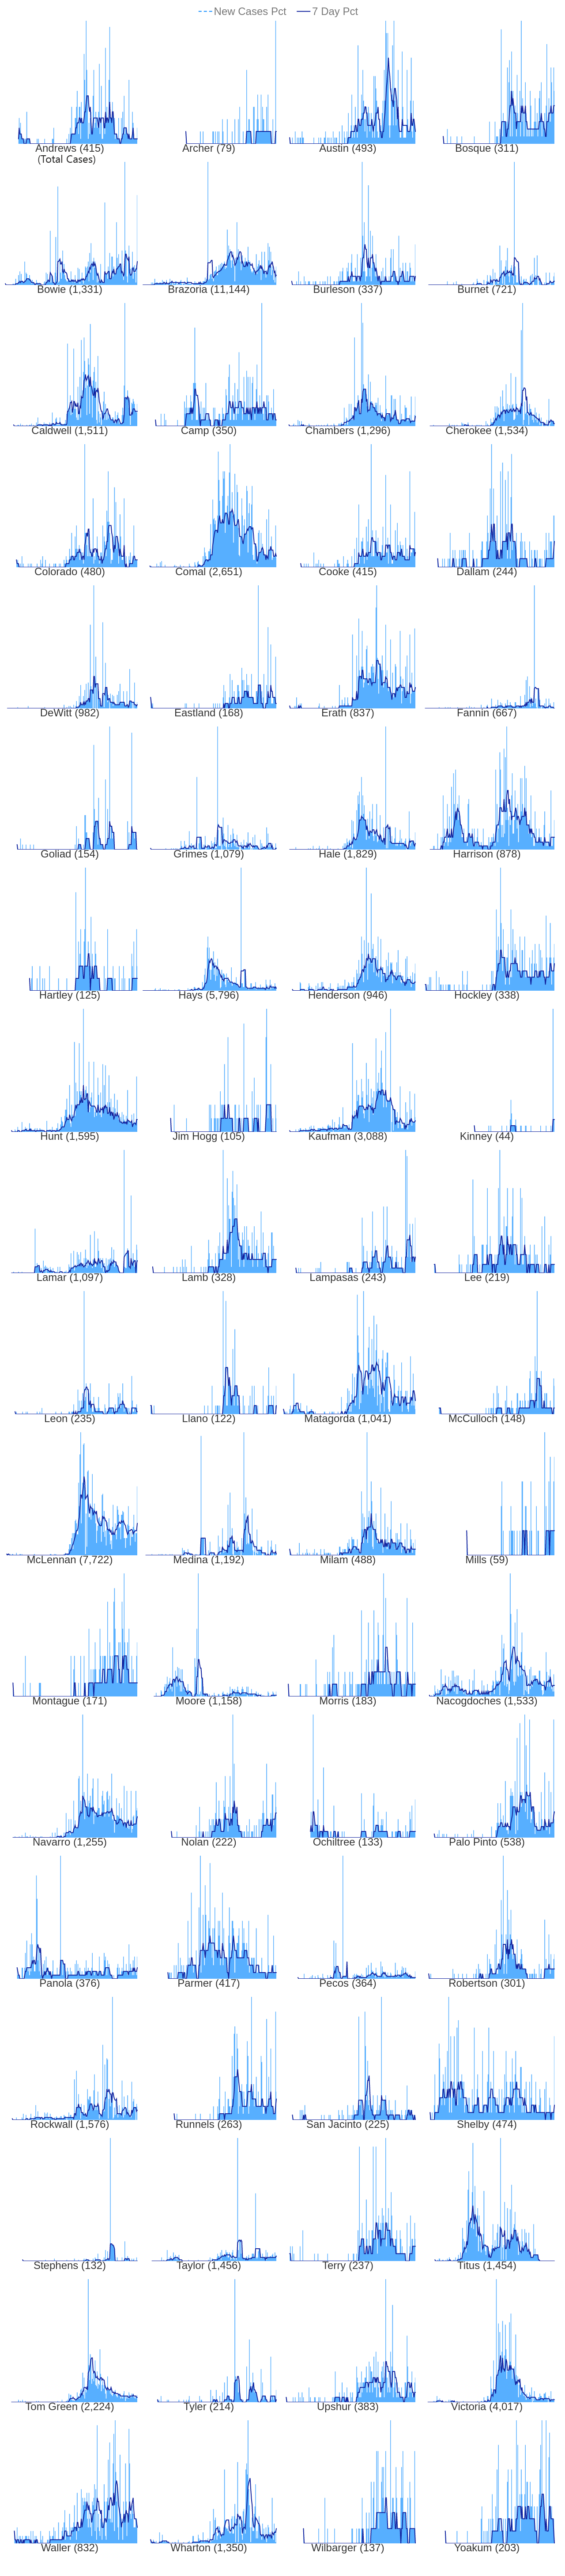 New Cases Pct 7 Day Pct
Andrews (415) Archer (79) Austin (493) Bosque (311)
(Total Cases)
Bowie (1,331) Brazoria (11,144) Burleson (337) Burnet (721)
Caldwell (1,511) Camp (350) Chambers (1,296) Cherokee (1,534)
Colorado (480) Comal (2,651) Cooke (415) Dallam (244)
DeWitt (982) Eastland (168) Erath (837) Fannin (667)
Goliad (154) Grimes (1,079) Hale (1,829) Harrison (878)
Hartley (125) Hays (5,796) Henderson (946) Hockley (338)
Hunt (1,595) Jim Hogg (105) Kaufman (3,088) Kinney (44)
Lamar (1,097) Lamb (328) Lampasas (243) Lee (219)
Leon (235) Llano (122) Matagorda (1,041) McCulloch (148)
McLennan (7,722) Medina (1,192) Milam (488) Mills (59)
Montague (171) Moore (1,158) Morris (183) Nacogdoches (1,533)
Navarro (1,255) Nolan (222) Ochiltree (133) Palo Pinto (538)
Panola (376) Parmer (417) Pecos (364) Robertson (301)
Rockwall (1,576) Runnels (263) San Jacinto (225) Shelby (474)
Stephens (132) Taylor (1,456) Terry (237) Titus (1,454)
Tom Green (2,224) Tyler (214) Upshur (383) Victoria (4,017)
Waller (832) Wharton (1,350) Wilbarger (137) Yoakum (203)